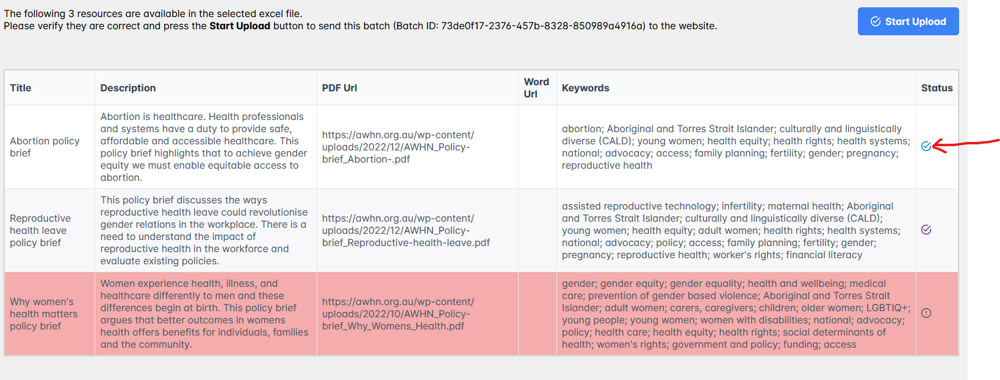 The following 3 resources are available in the selected excel file.
Please verify they are correct and press the Start Upload button to send this batch (Batch ID: 73de0f17-2376-457b-8328-850989a4916a) to the website.
Start Upload
Title
Description
PDF Url
Word
Url
Keywords
Status
Abortion policy
brief
Abortion is healthcare. Health professionals
and systems have a duty to provide safe,
affordable and accessible healthcare. This
policy brief highlights that to achieve gender
equity we must enable equitable access to
abortion.
https://awhn.org.au/wp-content/
uploads/2022/12/AWHN_Policy-
brief_Abortion-.pdf
abortion; Aboriginal and Torres Strait Islander; culturally and linguistically
diverse (CALD); young women; health equity; health rights; health systems;
national; advocacy; access; family planning; fertility; gender; pregnancy;
reproductive health
Reproductive
health leave
policy brief
This policy brief discusses the ways
reproductive health leave could revolutionise
gender relations in the workplace. There is a
need to understand the impact of
reproductive health in the workforce and
evaluate existing policies.
https://awhn.org.au/wp-content/
uploads/2022/12/AWHN_Policy-
brief_Reproductive-health-leave.pdf
assisted reproductive technology; infertility; maternal health; Aboriginal
and Torres Strait Islander; culturally and linguistically diverse (CALD);
young women; health equity; adult women; health rights; health systems;
national; advocacy; policy; access; family planning; fertility; gender;
pregnancy; reproductive health; worker's rights; financial literacy
Why women's
health matters
policy brief
Women experience health, illness, and
healthcare differently to men and these
differences begin at birth. This policy brief
argues that better outcomes in womens
health offers benefits for individuals, families
and the community.
https://awhn.org.au/wp-content/
uploads/2022/10/AWHN_Policy-
brief_Why_Womens_Health.pdf
gender; gender equity; gender equality; health and wellbeing; medical
care; prevention of gender based violence; Aboriginal and Torres Strait
Islander; adult women; carers, caregivers; children; older women; LGBTIQ+;
young people; young women; women with disabilities; national; advocacy;
policy; health care; health equity; health rights; social determinants of
health; women's rights; government and policy; funding; access